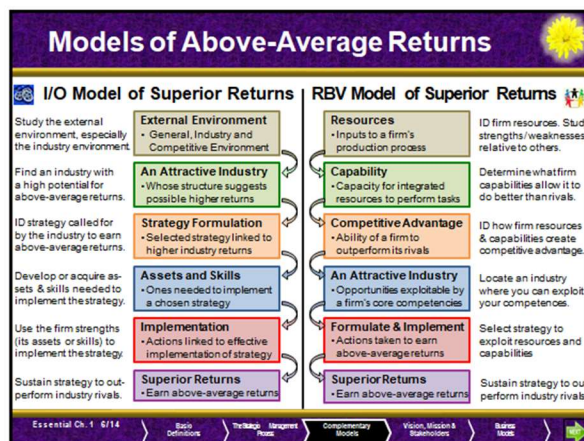 Models of Above-Average Returns
I/O Model of Superior Returns
Study the external
environment, especially
the industry environment.
External Environment
• General, Industry and
Competitive Environment
Find an industry with
a high potential for
above-average returns.
An Attractive Industry
• Whose structure suggests
possible higher returns
ID strategy called for
by the industry to earn
above-average returns.
Strategy Formulation
• Selected strategy linked to
higher industry returns
Develop or acquire as-
sets & skills needed to
implement the strategy.
Assets and Skills
• Ones needed to implement
a chosen strategy
Use the firm strengths
(its assets or skills) to
implement the strategy.
Implementation
• Actions linked to effective
implementation of strategy
Sustain strategy to out-
perform industry rivals.
Superior Returns
• Earn above-average returns
RBV Model of Superior Returns
Resources
• Inputs to a firm's
production process
ID firm resources. Stud
strengths/weaknesses
relative to others.
Capability
• Capacity for integrated
resources to perform tasks
Determine what firm
capabilities allow it to
do better than rivals.
Competitive Advantage
• Ability of a firm to
outperform its rivals
ID how firm resources
& capabilities create
competitive advantage.
An Attractive Industry
• Opportunities exploitable by
a firm's core competencies
Locate an industry
where you can exploit
your competences.
Formulate & Implement
• Actions taken to earn
above-average returns
Select strategy to
exploit resources and
capabilities
Superior Returns
• Earn above-average returns
Sustain strategy to ou
perform industry rivals
Essential Ch. 1 6/14
Basic
Definitions
Management
Process
Complementary
Models
Vision, Mission &
Stakeholders
Business
Models